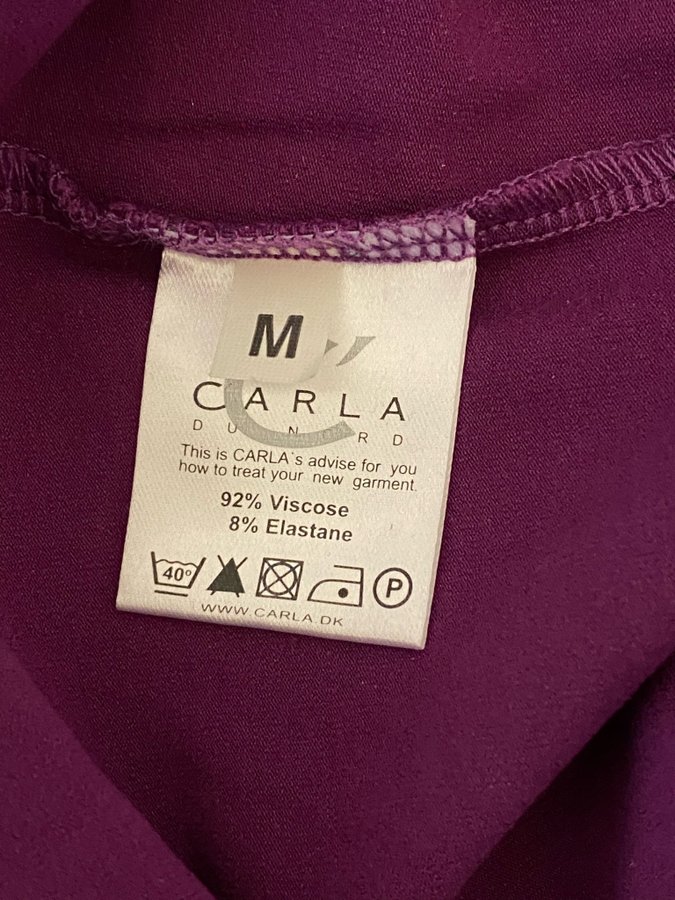 M
CARLA
This is CARLA`s advise for you
how to treat your new garment.
92% Viscose
8% Elastane
40° P
WWW.CARLA.DK